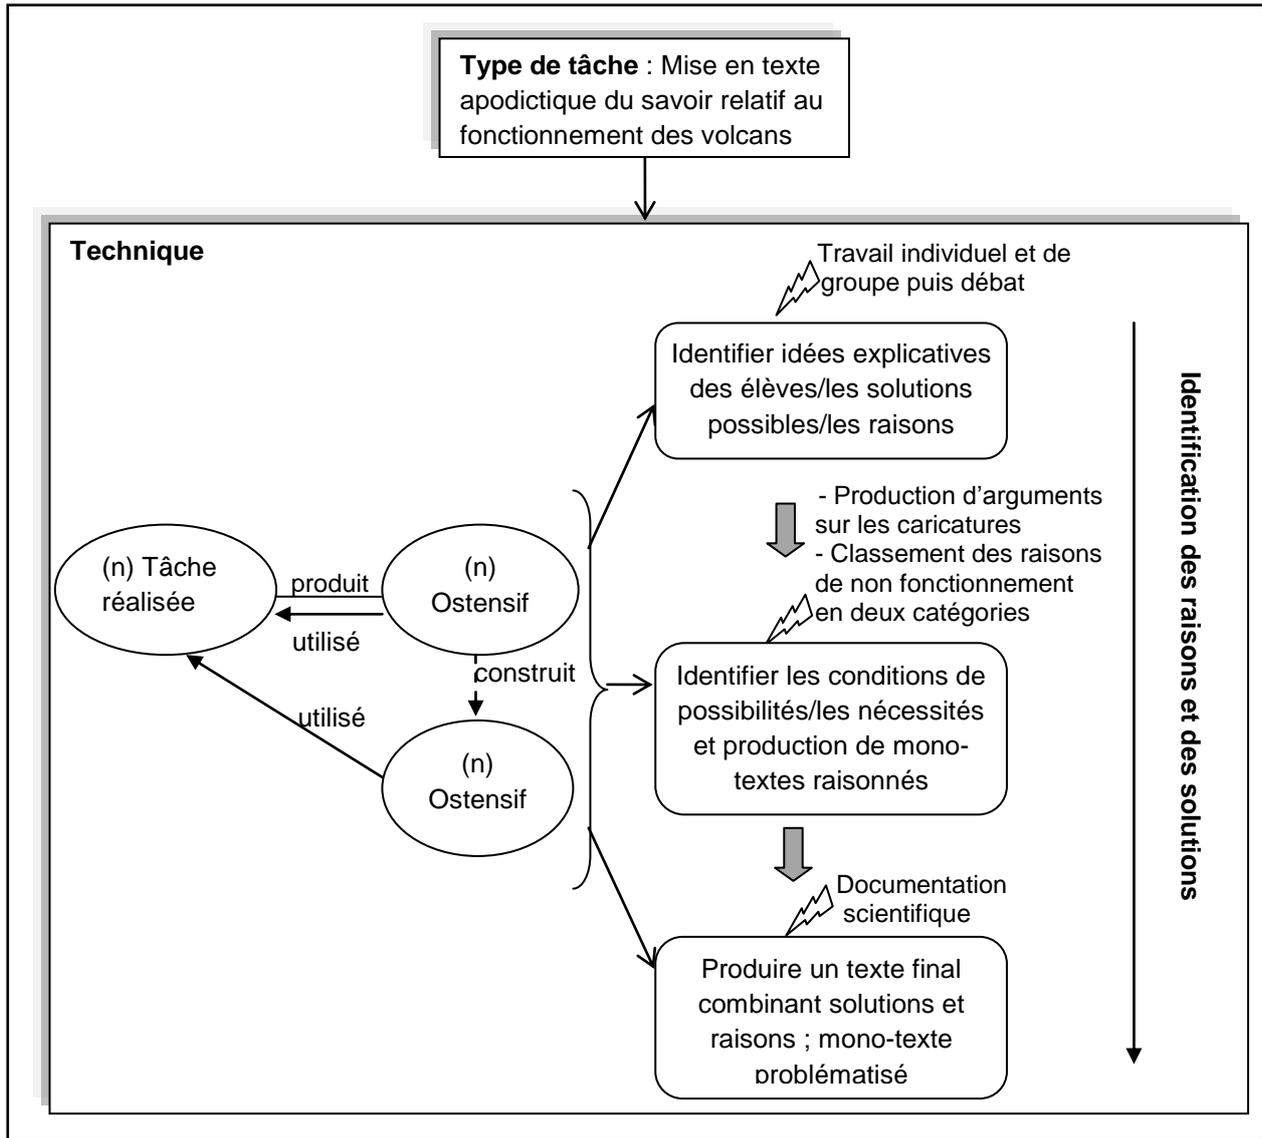 Type de tâche : Mise en texte
apodictique du savoir relatif au
fonctionnement des volcans
Technique
Travail individuel et de
groupe puis débat
Identifier idées explicatives
des élèves/les solutions
possibles/les raisons
- Production d’arguments
sur les caricatures
- Classement des raisons
de non fonctionnement
en deux catégories
(n) Tâche
réalisée
produit
utilisé
(n)
Ostensif
construit
utilisé
(n)
Ostensif
Identifier les conditions de
possibilités/les nécessités
et production de mono-
textes raisonnés
Documentation
scientifique
Produire un texte final
combinant solutions et
raisons ; mono-texte
problématisé
Identification des raisons et des solutions